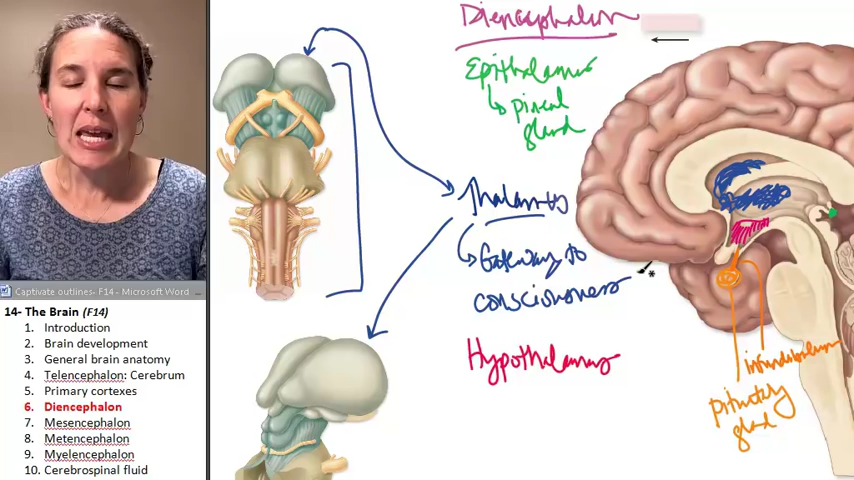 Diencephalon
Epithalamus
pineal
gland
Thalamus
Gateway to
consciousness
Hypothalamus
infundibulum
pituitary
gland
Captivate outlines- F14 - Microsoft Word
14- The Brain (F14)
1. Introduction
2. Brain development
3. General brain anatomy
4. Telencephalon: Cerebrum
5. Primary cortexes
6. Diencephalon
7. Mesencephalon
8. Metencephalon
9. Myelencephalon
10. Cerebrospinal fluid